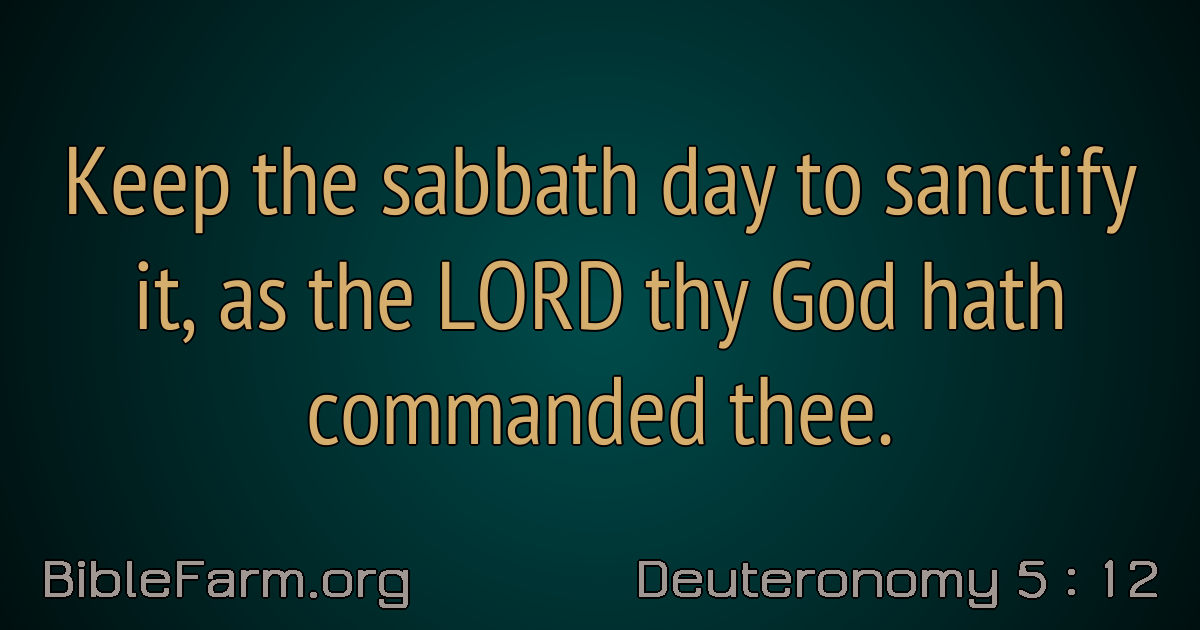 Keep the sabbath day to sanctify
it, as the LORD thy God hath
commanded thee.
BibleFarm.org
Deuteronomy 5 : 12